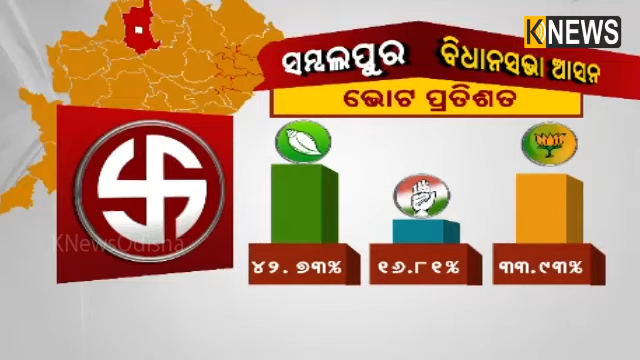 KNEWS
ସମ୍ବଲପୁର ବିଧାନସଭା ଆସନ
ଭୋଟ ପ୍ରତିଶତ
KNewsOdisha
୪୨.୭୩% ୧୬.୮୧% ୩୩.୯୩%